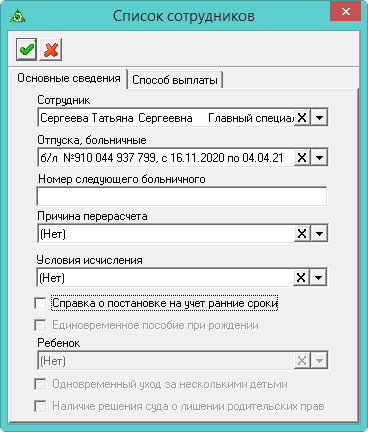 Список сотрудников
Основные сведения
Способ выплаты
Сотрудник
Сергеева Татьяна Сергеевна Главный специал
Отпуска, больничные
б/л №910 044 937 799, с 16.11.2020 по 04.04.21
Номер следующего больничного
Причина перерасчета
(Нет)
Условия исчисления
(Нет)
Справка о постановке на учет ранние сроки
Единовременное пособие при рождении
Ребенок
(Нет)
Одновременный уход за несколькими детьми
Наличие решения суда о лишении родительских прав